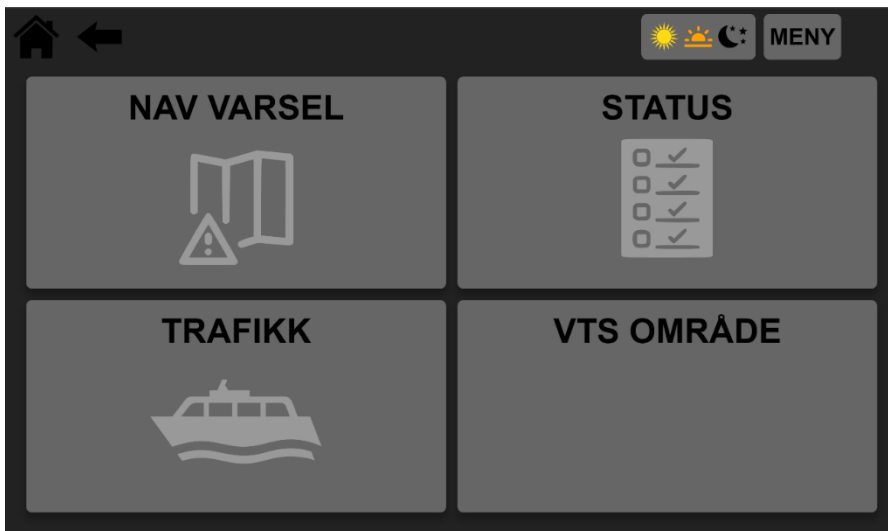 MENY
NAV VARSEL
STATUS
TRAFIKK
VTS OMRÅDE